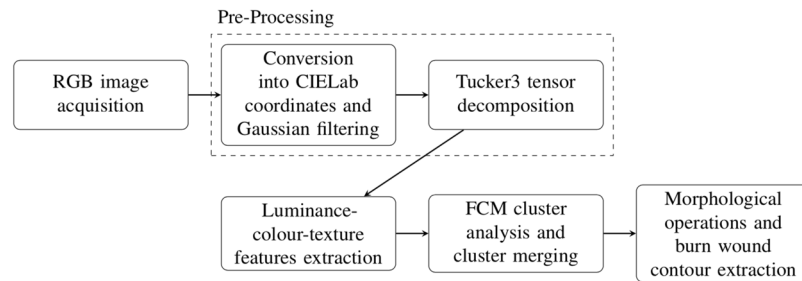 Pre-Processing
RGB image
acquisition
Conversion
into CIELab
coordinates and
Gaussian filtering
Tucker3 tensor
decomposition
Luminance-
colour-texture
features extraction
FCM cluster
analysis and
cluster merging
Morphological
operations and
burn wound
contour extraction